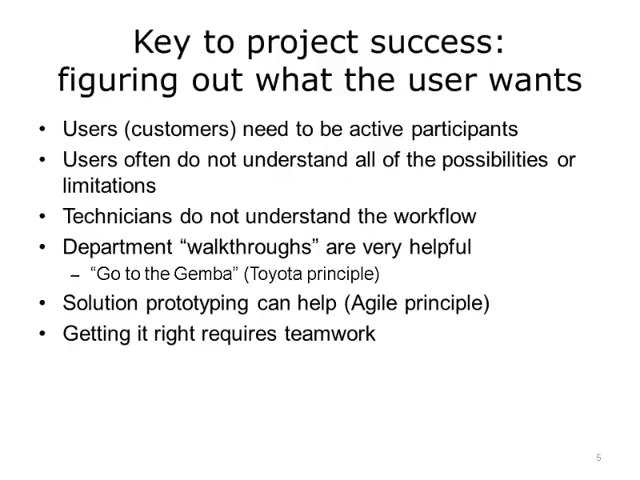 Key to project success:
figuring out what the user wants
• Users (customers) need to be active participants
• Users often do not understand all of the possibilities or
limitations
• Technicians do not understand the workflow
• Department “walkthroughs” are very helpful
– “Go to the Gemba” (Toyota principle)
• Solution prototyping can help (Agile principle)
• Getting it right requires teamwork
5